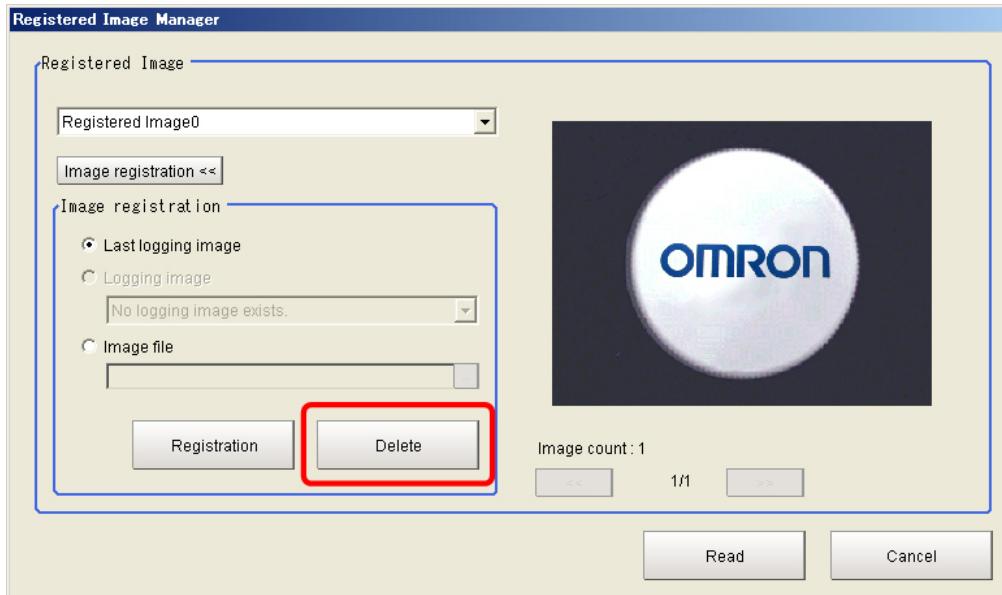 Registered Image Manager
Registered Image
Registered Image0
Image registration <<
Image registration
Last logging image
Logging image
No logging image exists.
Image file
Registration
Delete
OMRON
Image count : 1
<<
1/1
>>
Read
Cancel